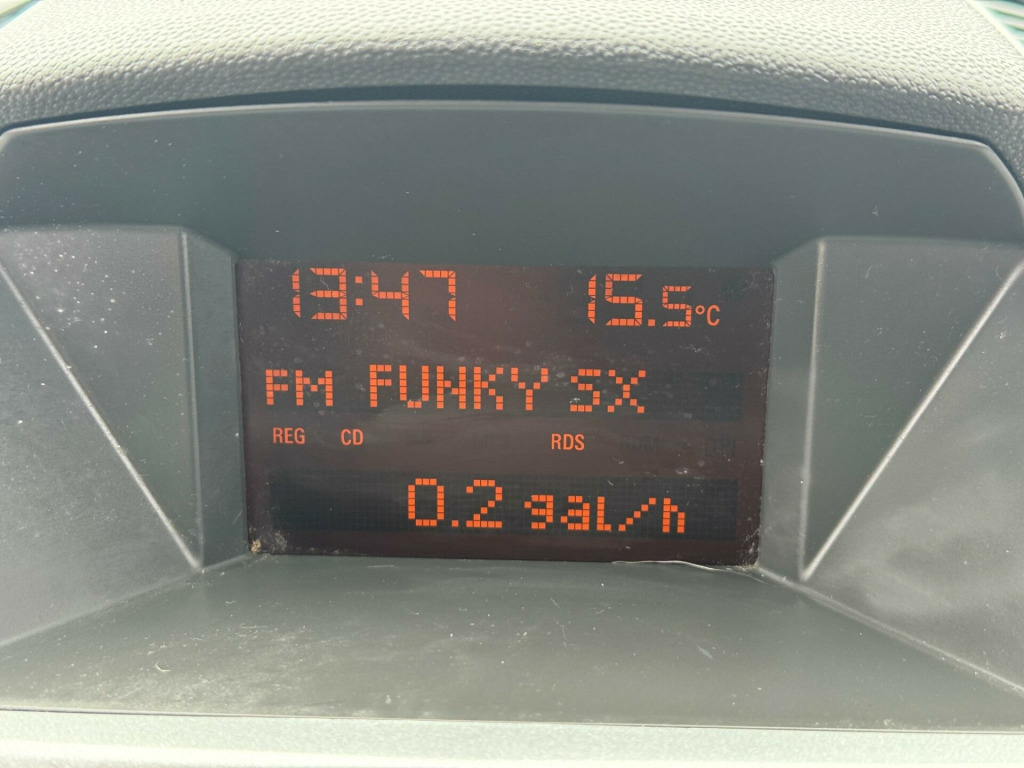 13:47 15.5°C
FM FUNKY SX
REG CD RDS
0.2 gal/h